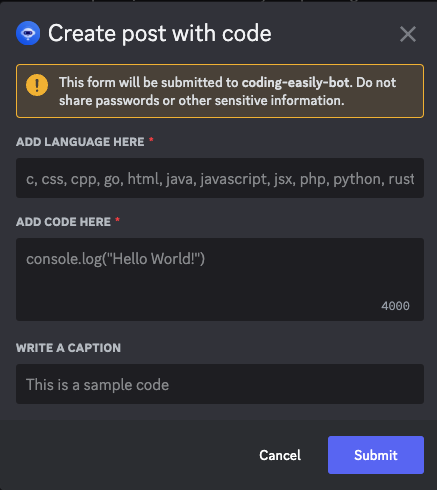 Create post with code
This form will be submitted to coding-easily-bot. Do not
share passwords or other sensitive information.
ADD LANGUAGE HERE *
c, css, cpp, go, html, java, javascript, jsx, php, python, rust
ADD CODE HERE *
console.log("Hello World!")
4000
WRITE A CAPTION
This is a sample code
Cancel Submit